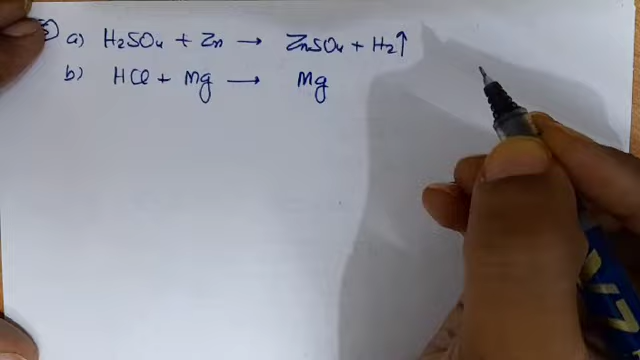 a) H₂SO₄ + Zn → ZnSO₄ + H₂↑
b) HCl + Mg → Mg